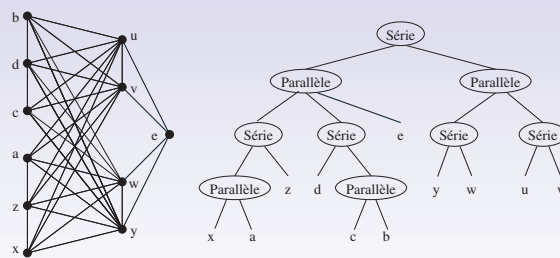 b
u
d
v
c
e
a
w
z
y
x
Série
Parallèle Parallèle
Série Série e Série Série
Parallèle z d Parallèle y w u
x a c b